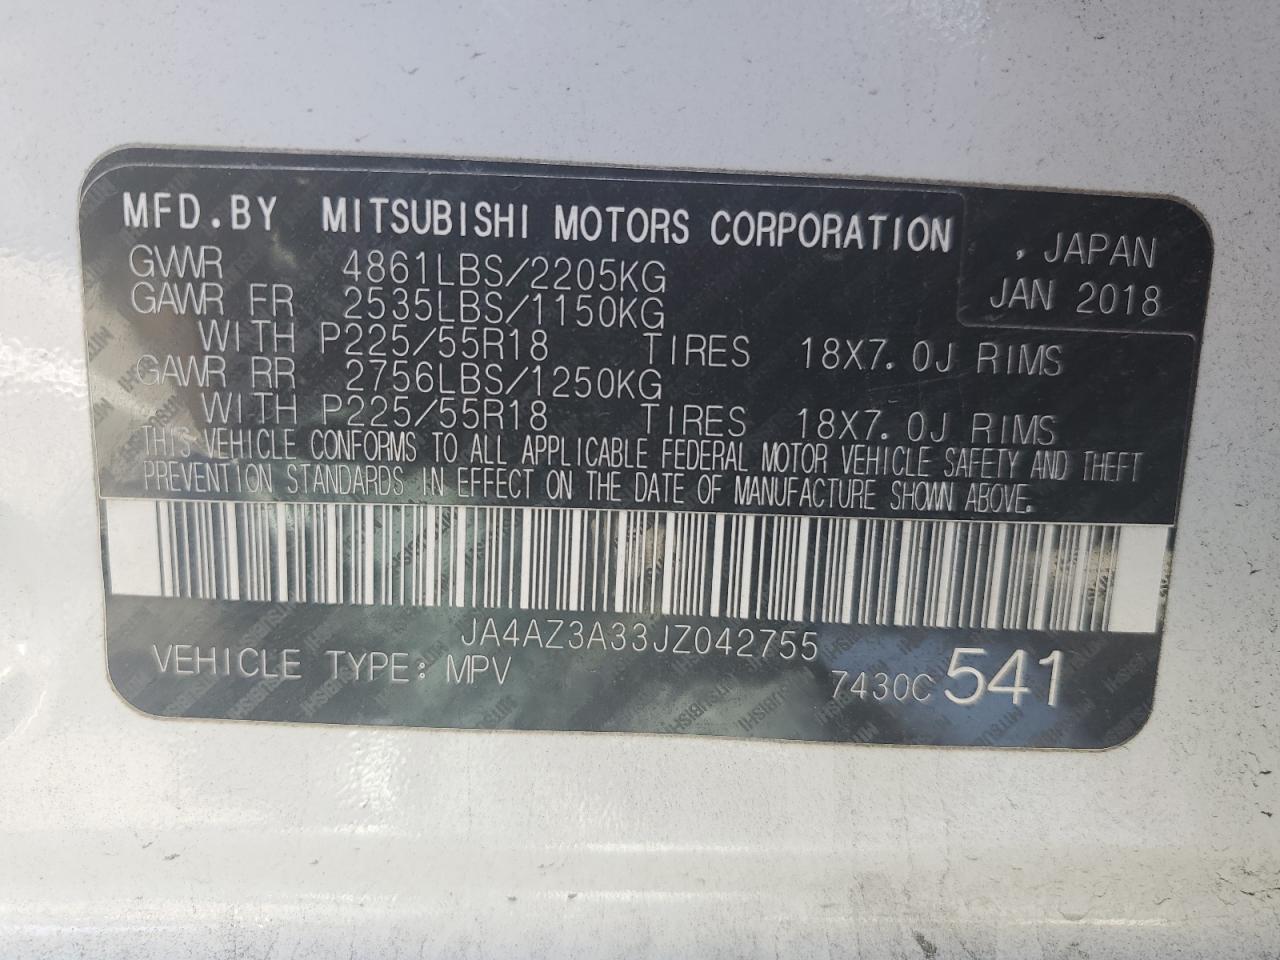 MFD.BY MITSUBISHI MOTORS CORPORATION , JAPAN
GVWR 4861LBS/2205KG JAN 2018
GAWR FR 2535LBS/1150KG
WITH P225/55R18 TIRES 18X7.0J RIMS
GAWR RR 2756LBS/1250KG
WITH P225/55R18 TIRES 18X7.0J RIMS
THIS VEHICLE CONFORMS TO ALL APPLICABLE FEDERAL MOTOR VEHICLE SAFETY AND THEFT
PREVENTION STANDARDS IN EFFECT ON THE DATE OF MANUFACTURE SHOWN ABOVE.
JA4AZ3A33JZ042755
VEHICLE TYPE: MPV 7430C 541